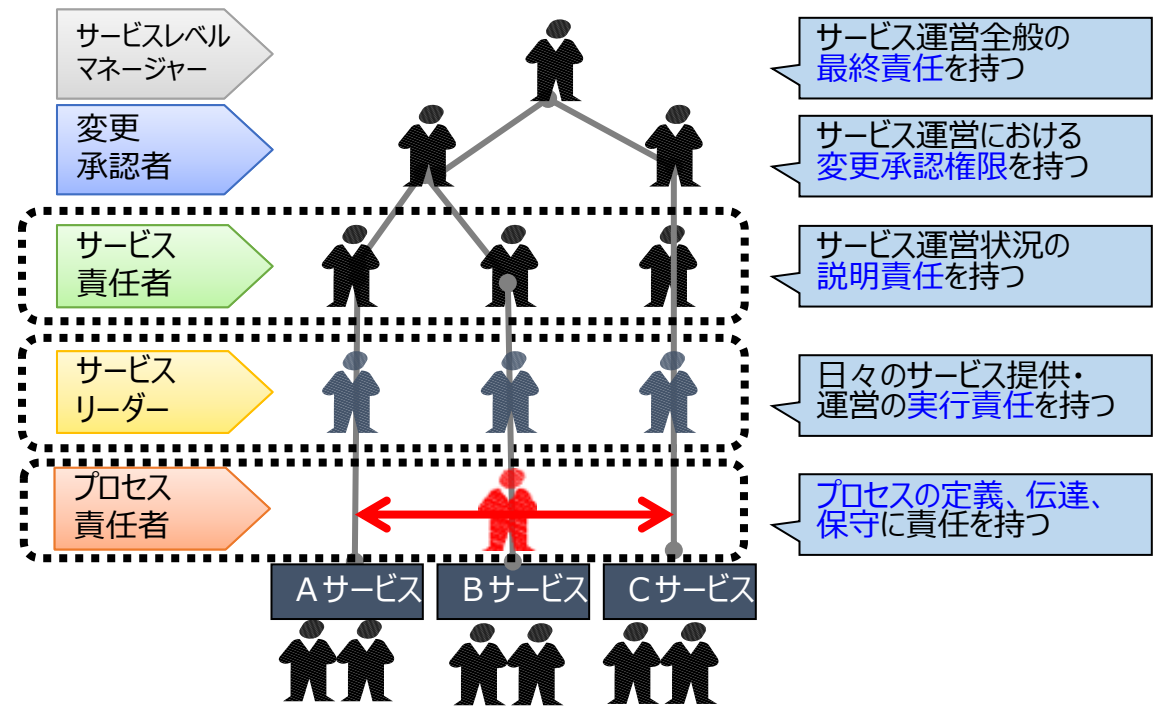 サービスレベル
マネージャー
サービス運営全般の
最終責任を持つ
変更
承認者
サービス運営における
変更承認権限を持つ
サービス
責任者
サービス運営状況の
説明責任を持つ
サービス
リーダー
日々のサービス提供・
運営の実行責任を持つ
プロセス
責任者
プロセスの定義、伝達、
保守に責任を持つ
Aサービス
Bサービス
Cサービス